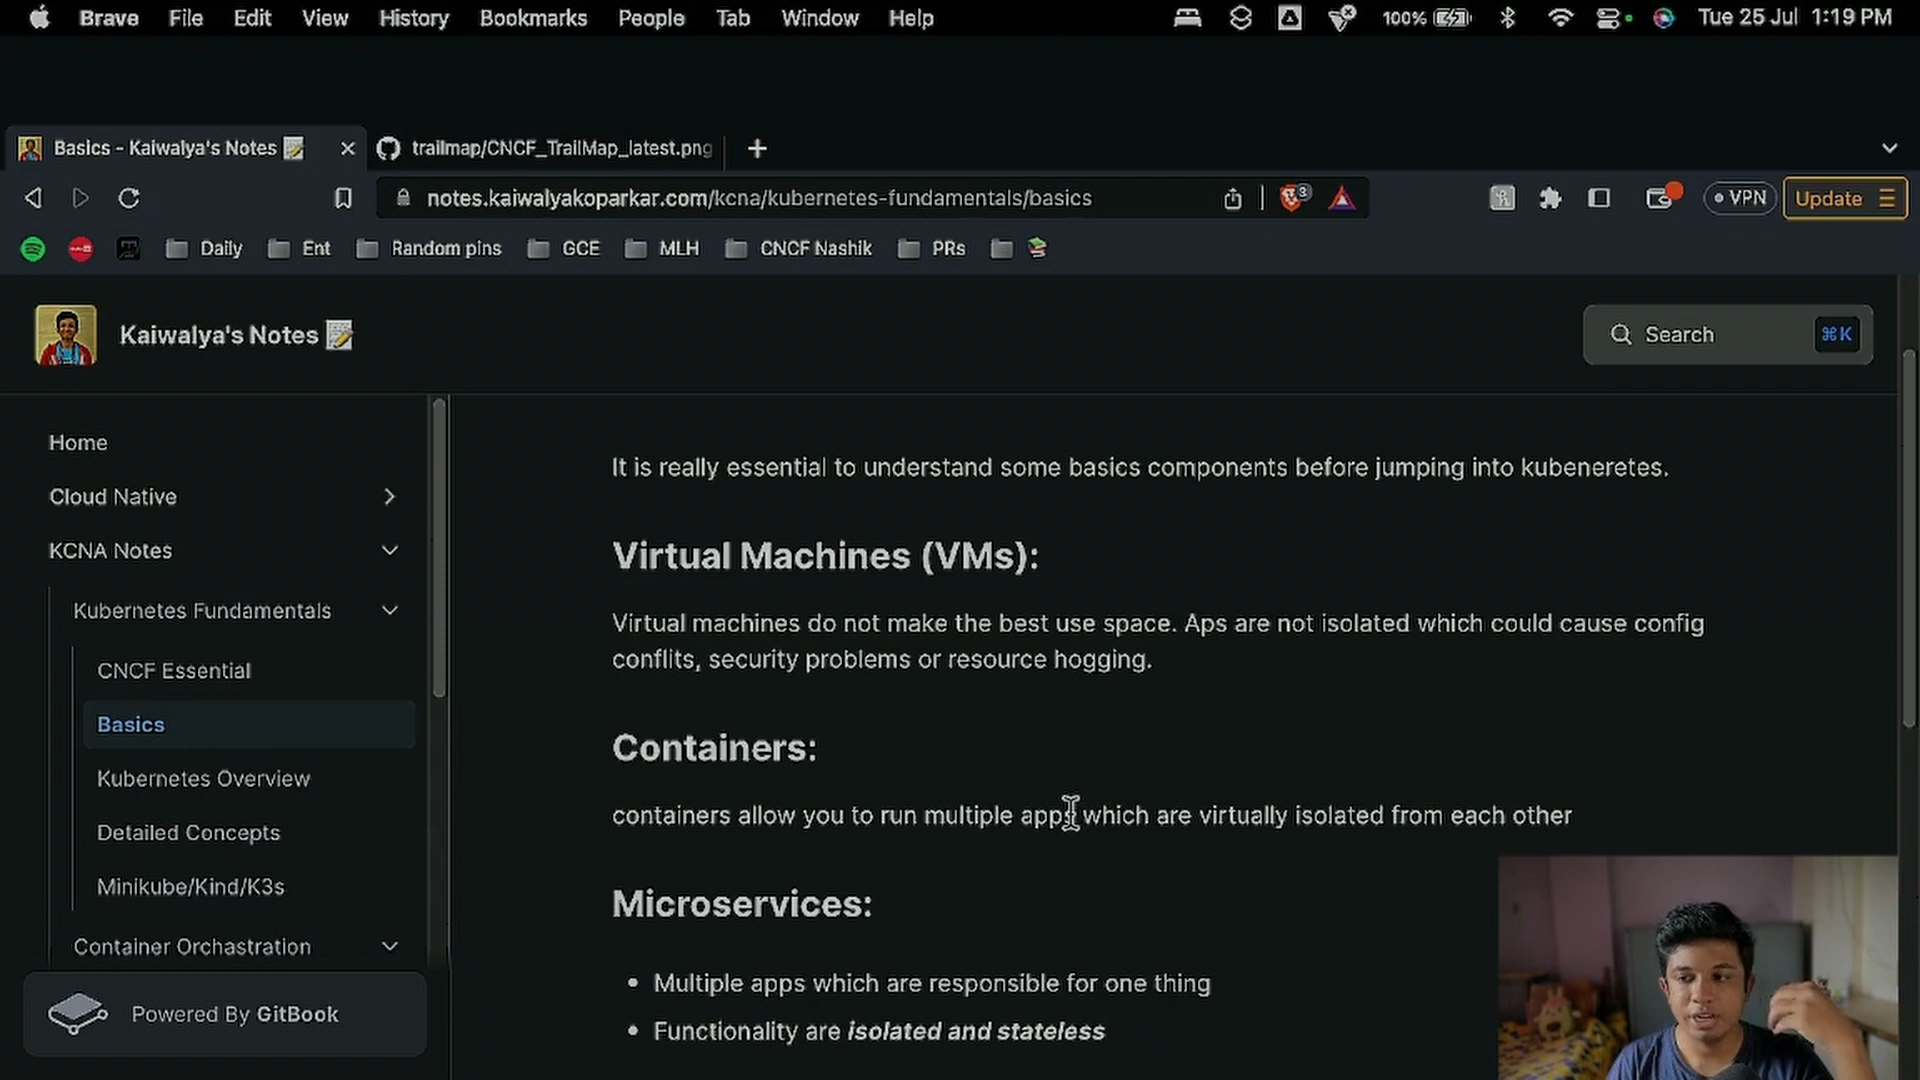 Brave File Edit View History Bookmarks People Tab Window Help 100% Tue 25 Jul 1:19 PM
Basics - Kaiwalya's Notes trailmap/CNCF_TrailMap_latest.png
notes.kaiwalyakoparkar.com/kcna/kubernetes-fundamentals/basics 3 VPN Update
Daily Ent Random pins GCE MLH CNCF Nashik PRs
Kaiwalya's Notes
Search ⌘K
Home
Cloud Native
KCNA Notes
Kubernetes Fundamentals
CNCF Essential
Basics
Kubernetes Overview
Detailed Concepts
Minikube/Kind/K3s
Container Orchastration
Powered By GitBook
It is really essential to understand some basics components before jumping into kubeneretes.
Virtual Machines (VMs):
Virtual machines do not make the best use space. Aps are not isolated which could cause config
conflits, security problems or resource hogging.
Containers:
containers allow you to run multiple apps which are virtually isolated from each other
Microservices:
Multiple apps which are responsible for one thing
Functionality are isolated and stateless